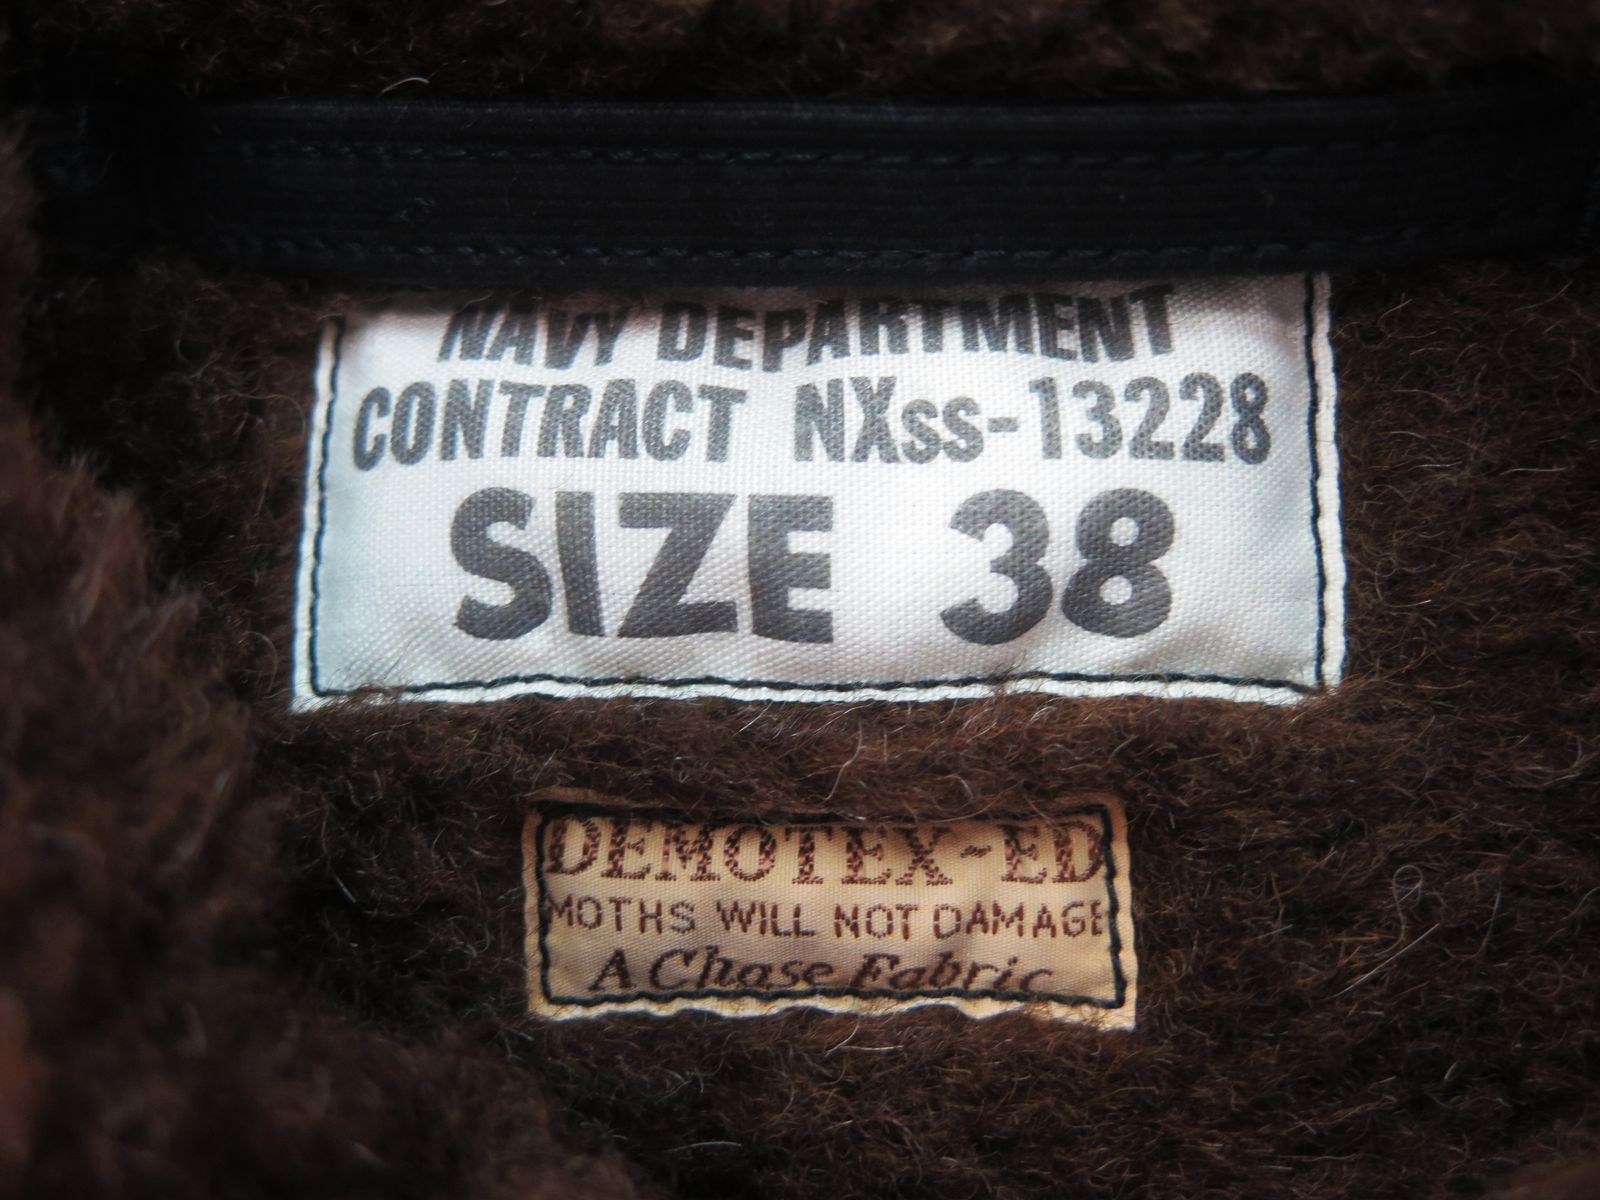 NAVY DEPARTMENT
CONTRACT NXss-13228
SIZE 38
DEMOTEX-ED
MOTHS WILL NOT DAMAGE
A Chase Fabric